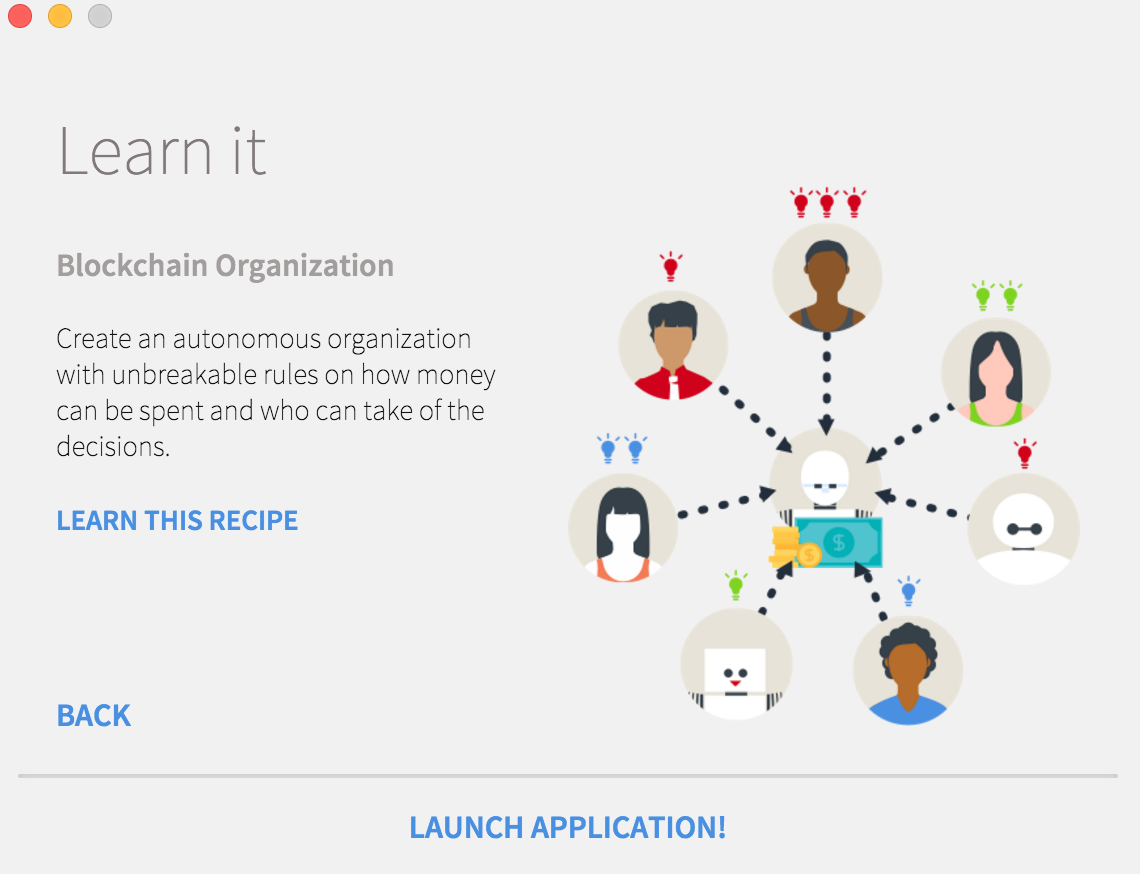 Learn it
Blockchain Organization
Create an autonomous organization
with unbreakable rules on how money
can be spent and who can take of the
decisions.
LEARN THIS RECIPE
$
$
BACK
LAUNCH APPLICATION!